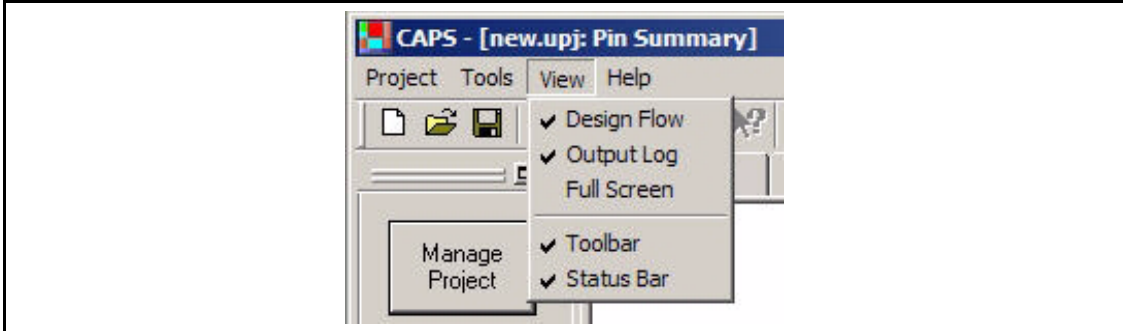 CAPS - [new.upj: Pin Summary]
Project Tools View Help
Design Flow
Output Log
Full Screen
Toolbar
Status Bar
Manage
Project